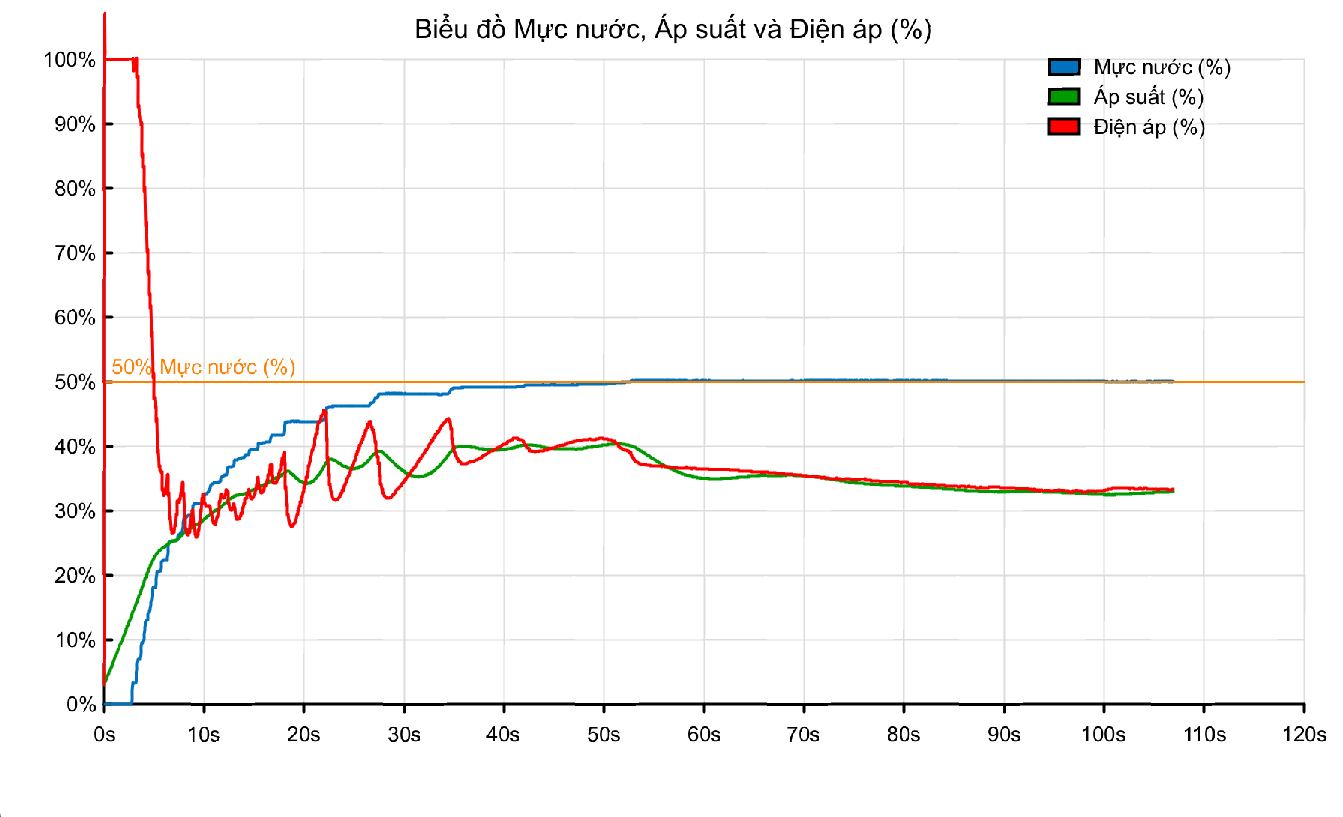 Biểu đồ Mực nước, Áp suất và Điện áp (%)
100%
Mực nước (%)
Áp suất (%)
90%
Điện áp (%)
80%
70%
60%
50% Mực nước (%)
50%
40%
30%
20%
10%
0%
0s 10s 20s 30s 40s 50s 60s 70s 80s 90s 100s 110s 120s